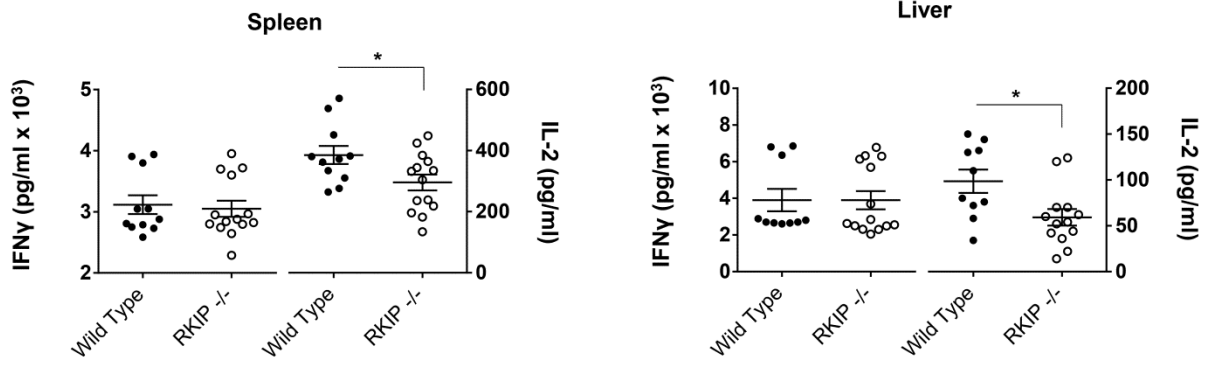 Spleen
*
IFNγ (pg/ml x 10³)
5
4
3
2
600
400
200
0
IL-2 (pg/ml)
Wild Type
RKIP -/-
Wild Type
RKIP -/-
Liver
*
IFNγ (pg/ml x 10³)
10
8
6
4
2
0
200
150
100
50
0
IL-2 (pg/ml)
Wild Type
RKIP -/-
Wild Type
RKIP -/-